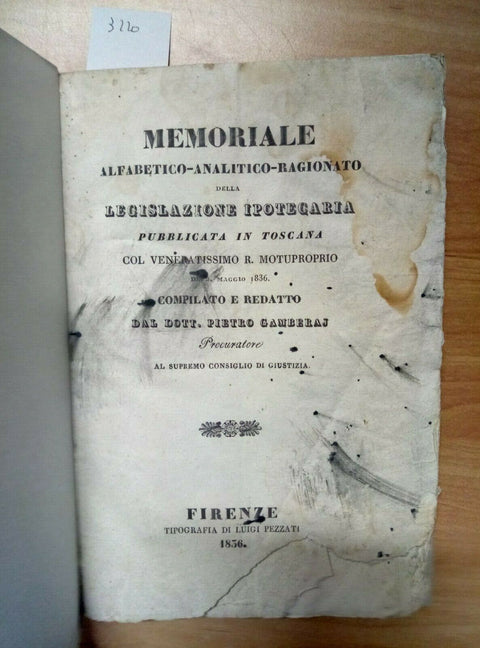 3220
MEMORIALE
ALFABETICO-ANALITICO-RAGIONATO
DELLA
LEGISLAZIONE IPOTECARIA
PUBBLICATA IN TOSCANA
COL VENERATISSIMO R. MOTUPROPRIO
MAGGIO 1836.
COMPILATO E REDATTO
DAL DOTT. PIETRO GAMBERAJ
Procuratore
AL SUPREMO CONSIGLIO DI GIUSTIZIA.
FIRENZE
TIPOGRAFIA DI LUIGI PEZZATI
1836.